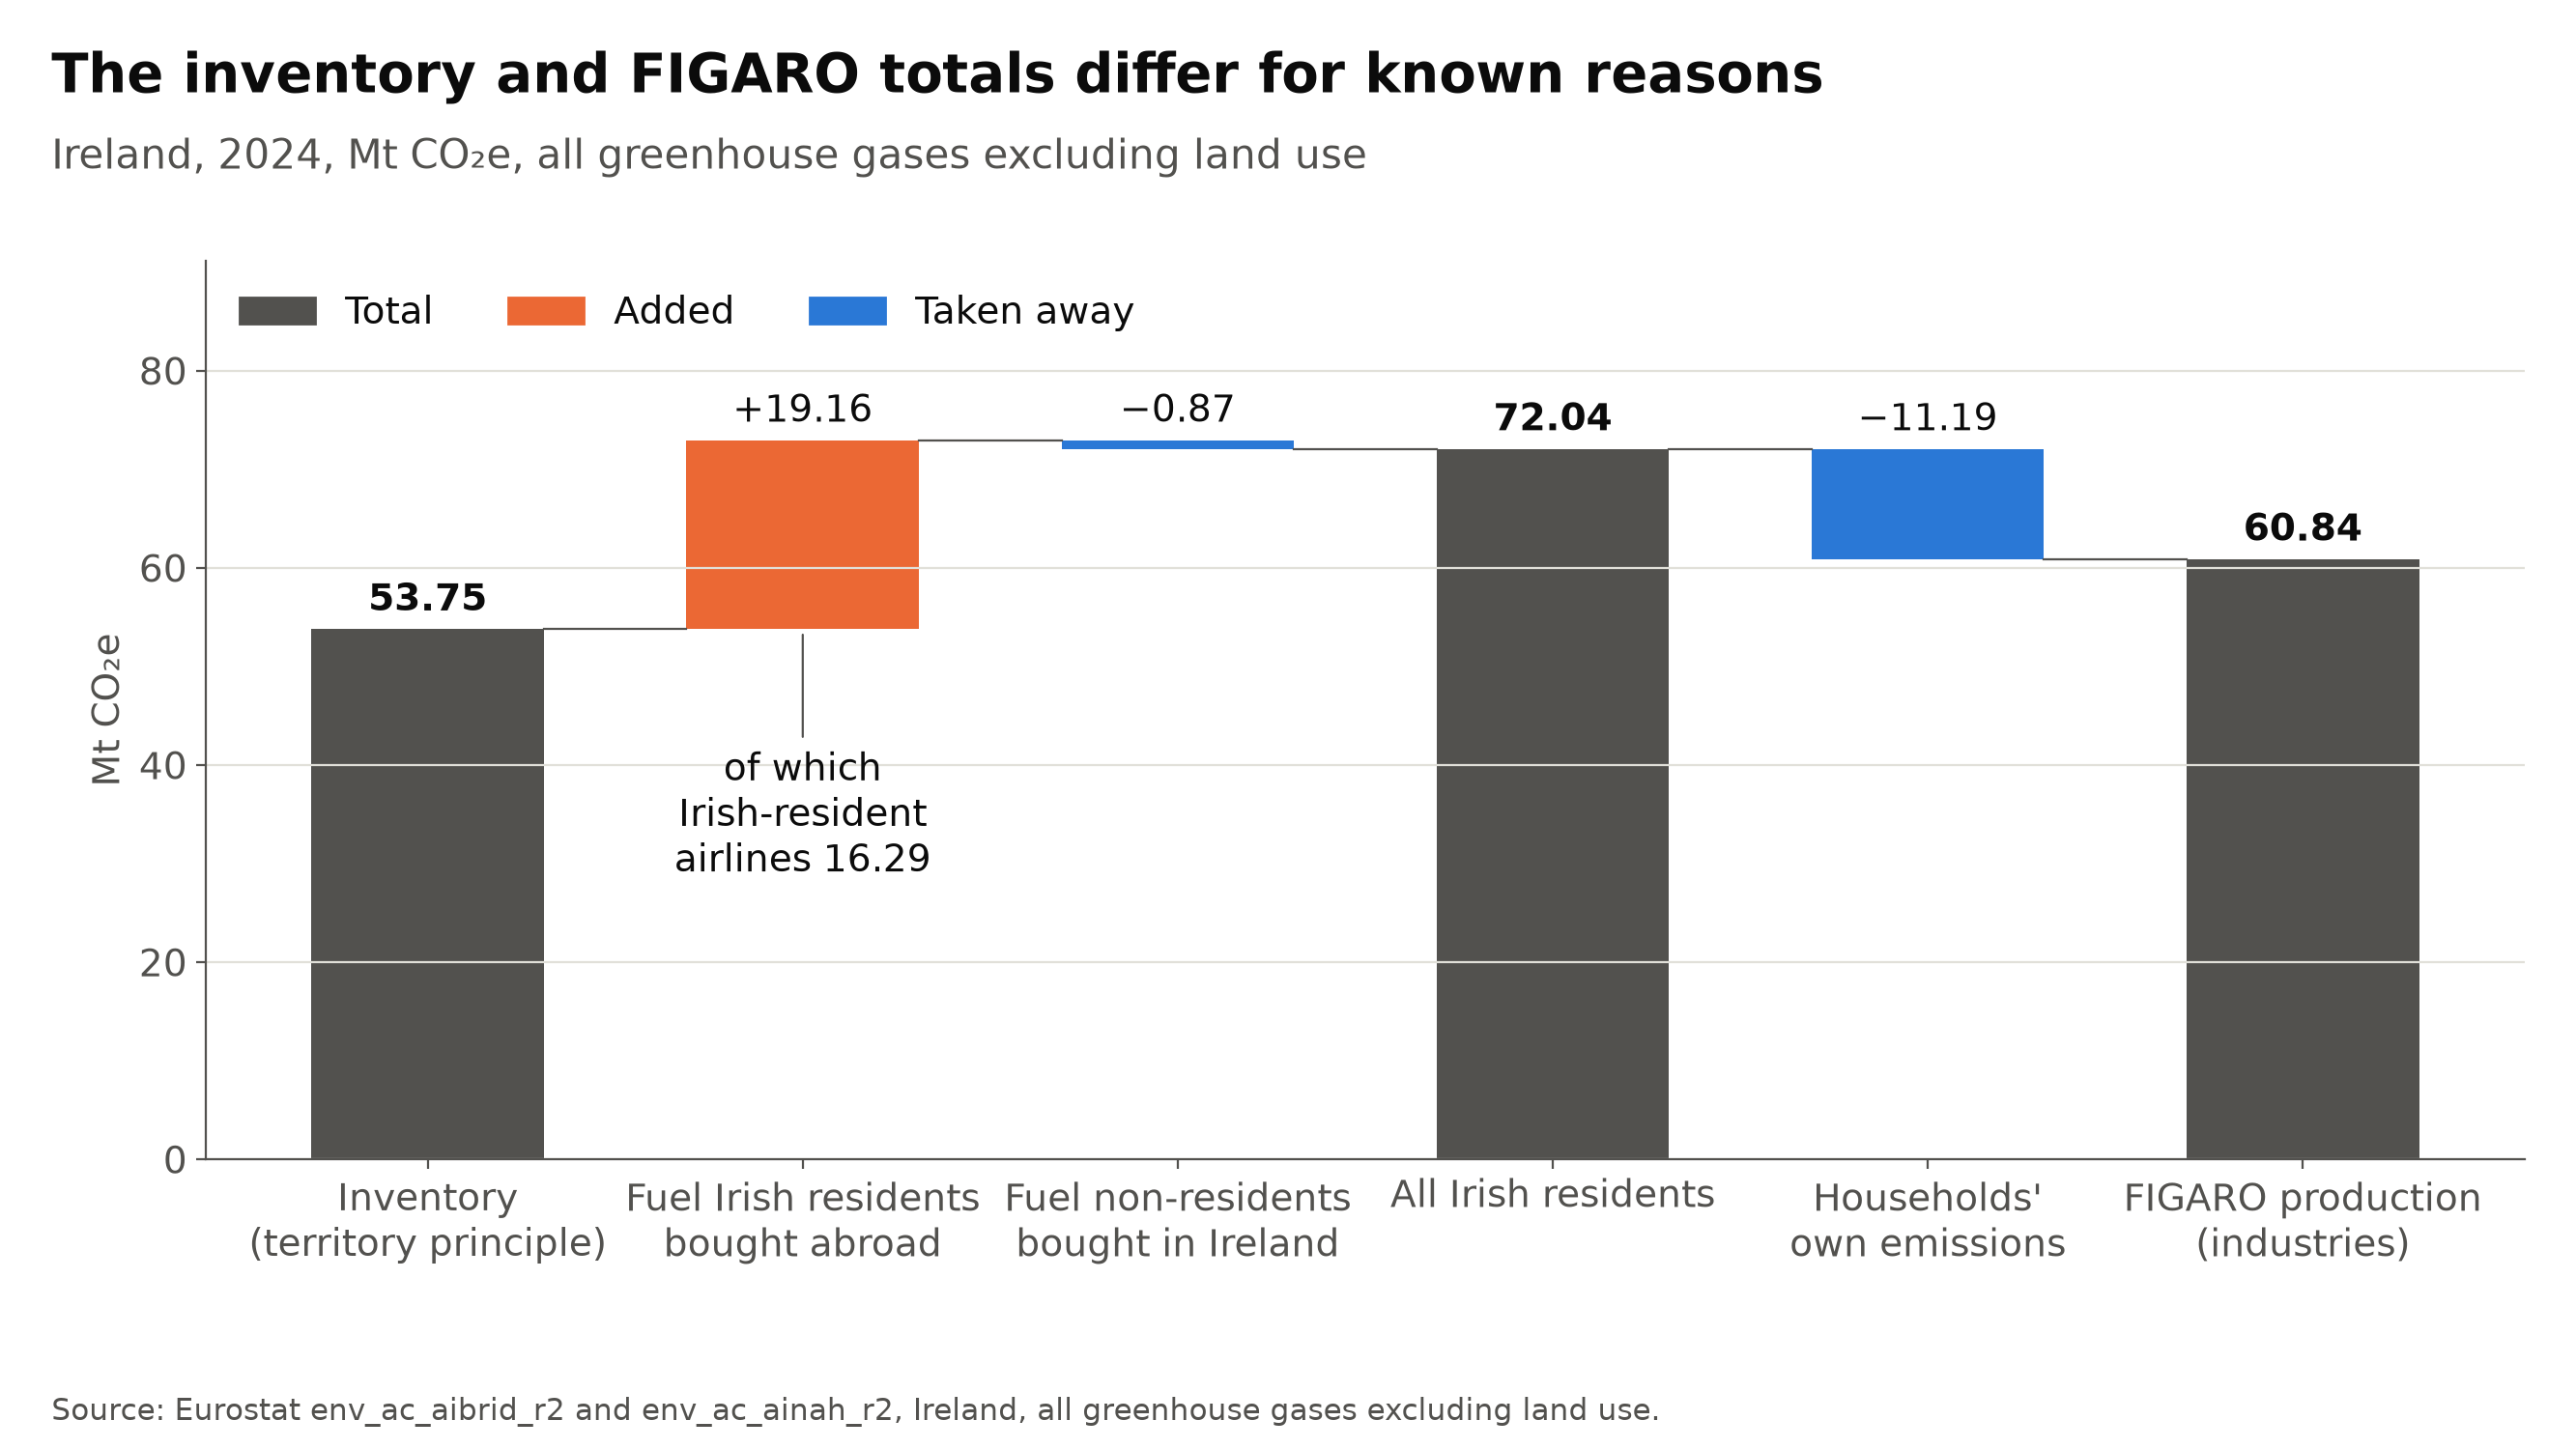 The inventory and FIGARO totals differ for known reasons
Ireland, 2024, Mt CO₂e, all greenhouse gases excluding land use
Total
Added
Taken away
Mt CO₂e
80
60
40
20
0
53.75
+19.16
−0.87
72.04
−11.19
60.84
of which
Irish-resident
airlines 16.29
Inventory
(territory principle)
Fuel Irish residents
bought abroad
Fuel non-residents
bought in Ireland
All Irish residents
Households'
own emissions
FIGARO production
(industries)
Source: Eurostat env_ac_aibrid_r2 and env_ac_ainah_r2, Ireland, all greenhouse gases excluding land use.